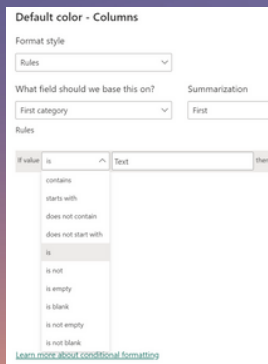 Default color - Columns
Format style
Rules
What field should we base this on?
Summarization
First category
First
Rules
If value
is
Text
then
contains
starts with
does not contain
does not start with
is
is not
is empty
is blank
is not empty
is not blank
Learn more about conditional formatting